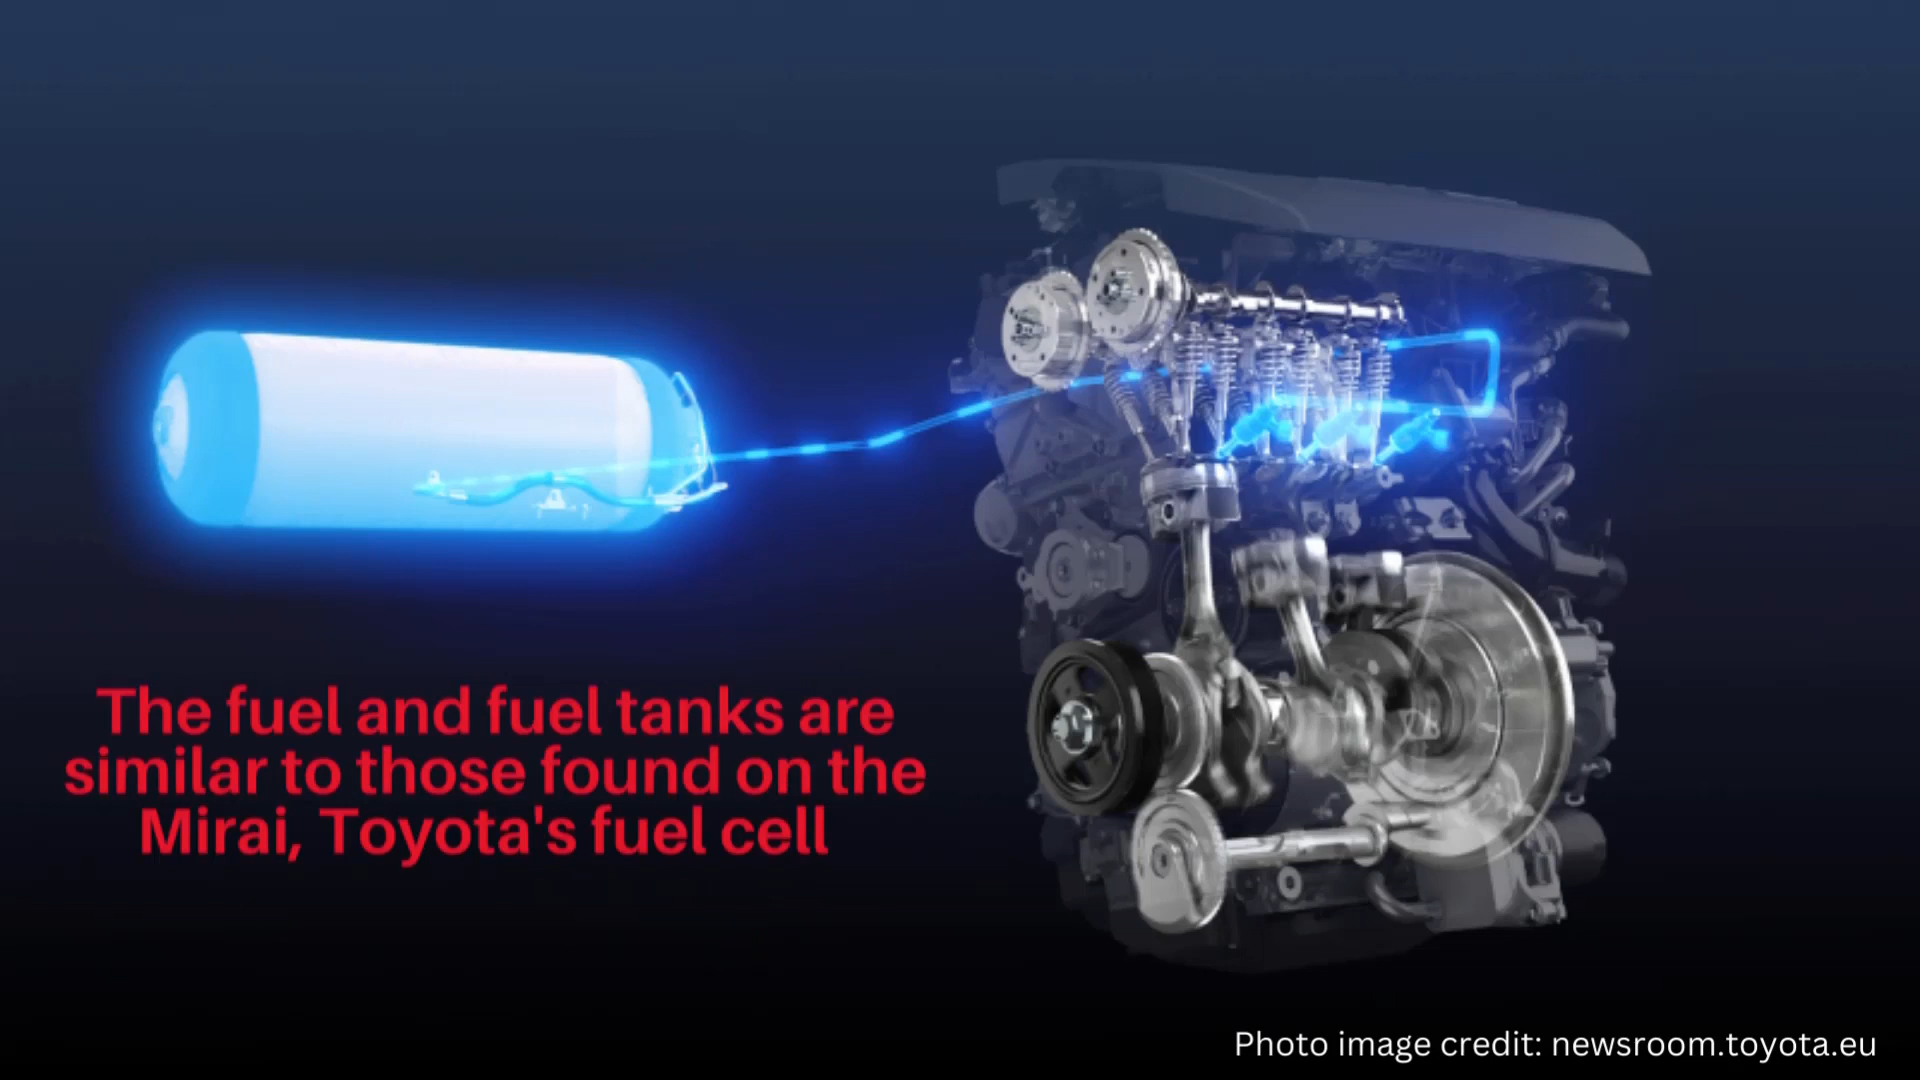 The fuel and fuel tanks are
similar to those found on the
Mirai, Toyota's fuel cell
Photo image credit: newsroom.toyota.eu